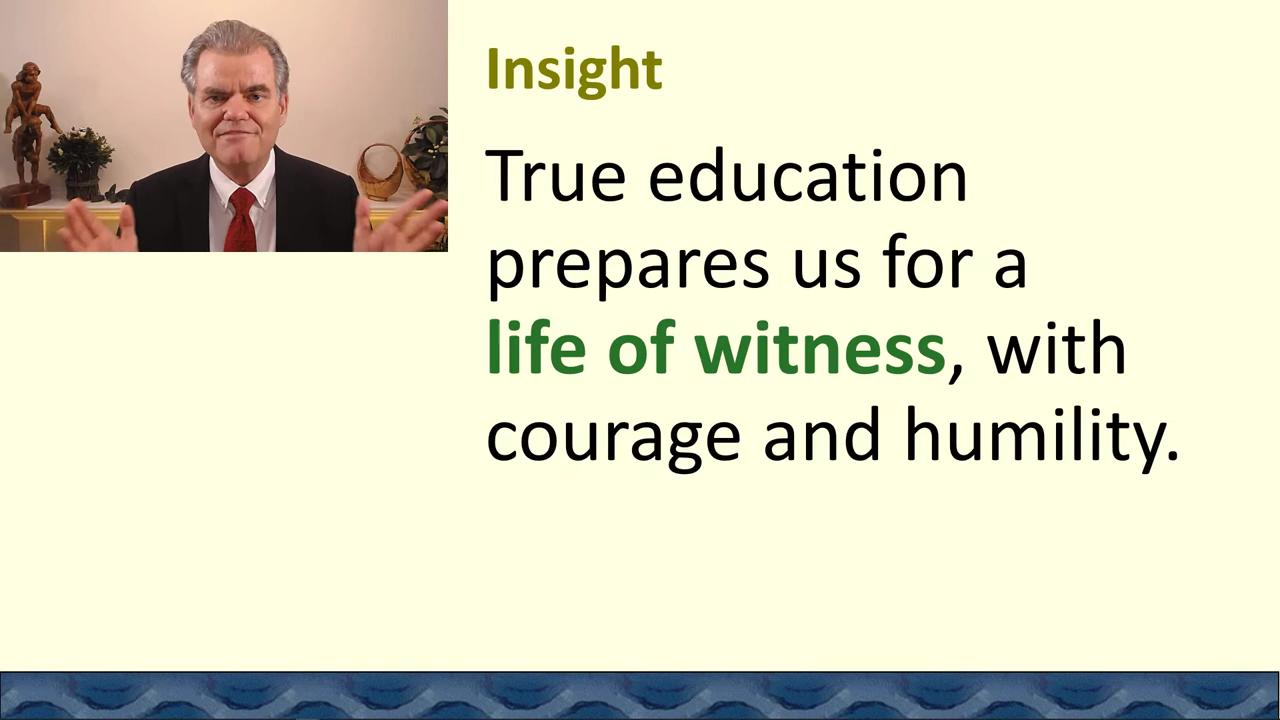 Insight
True education
prepares us for a
life of witness, with
courage and humility.